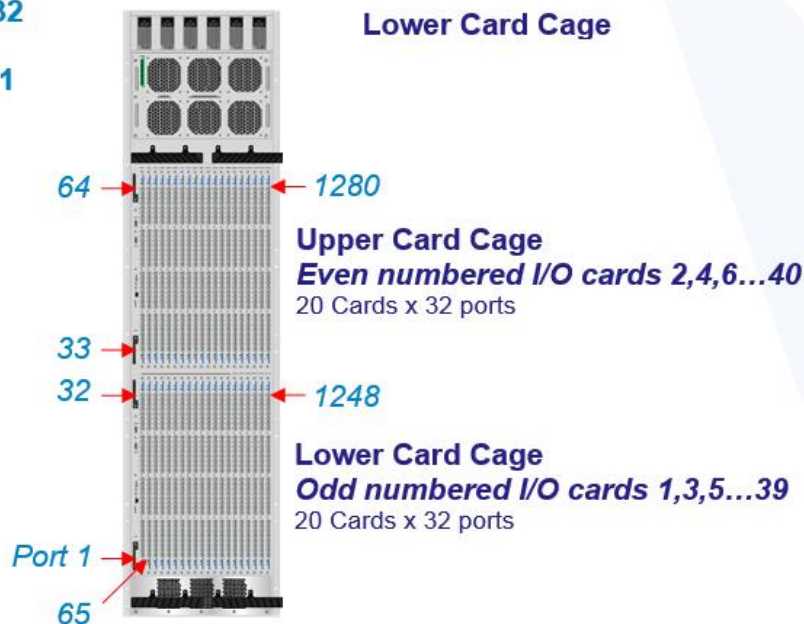 32
1
Lower Card Cage
64
1280
Upper Card Cage
Even numbered I/O cards 2,4,6…40
20 Cards x 32 ports
33
32
1248
Lower Card Cage
Odd numbered I/O cards 1,3,5…39
20 Cards x 32 ports
Port 1
65